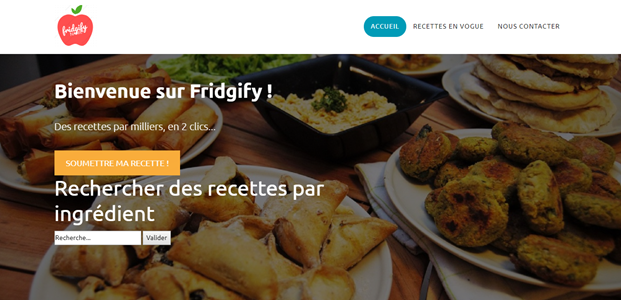 fridgify
ACCUEIL
RECETTES EN VOGUE
NOUS CONTACTER
Bienvenue sur Fridgify !
Des recettes par milliers, en 2 clics...
SOUMETTRE MA RECETTE !
Rechercher des recettes par
ingrédient
Recherche...
Valider